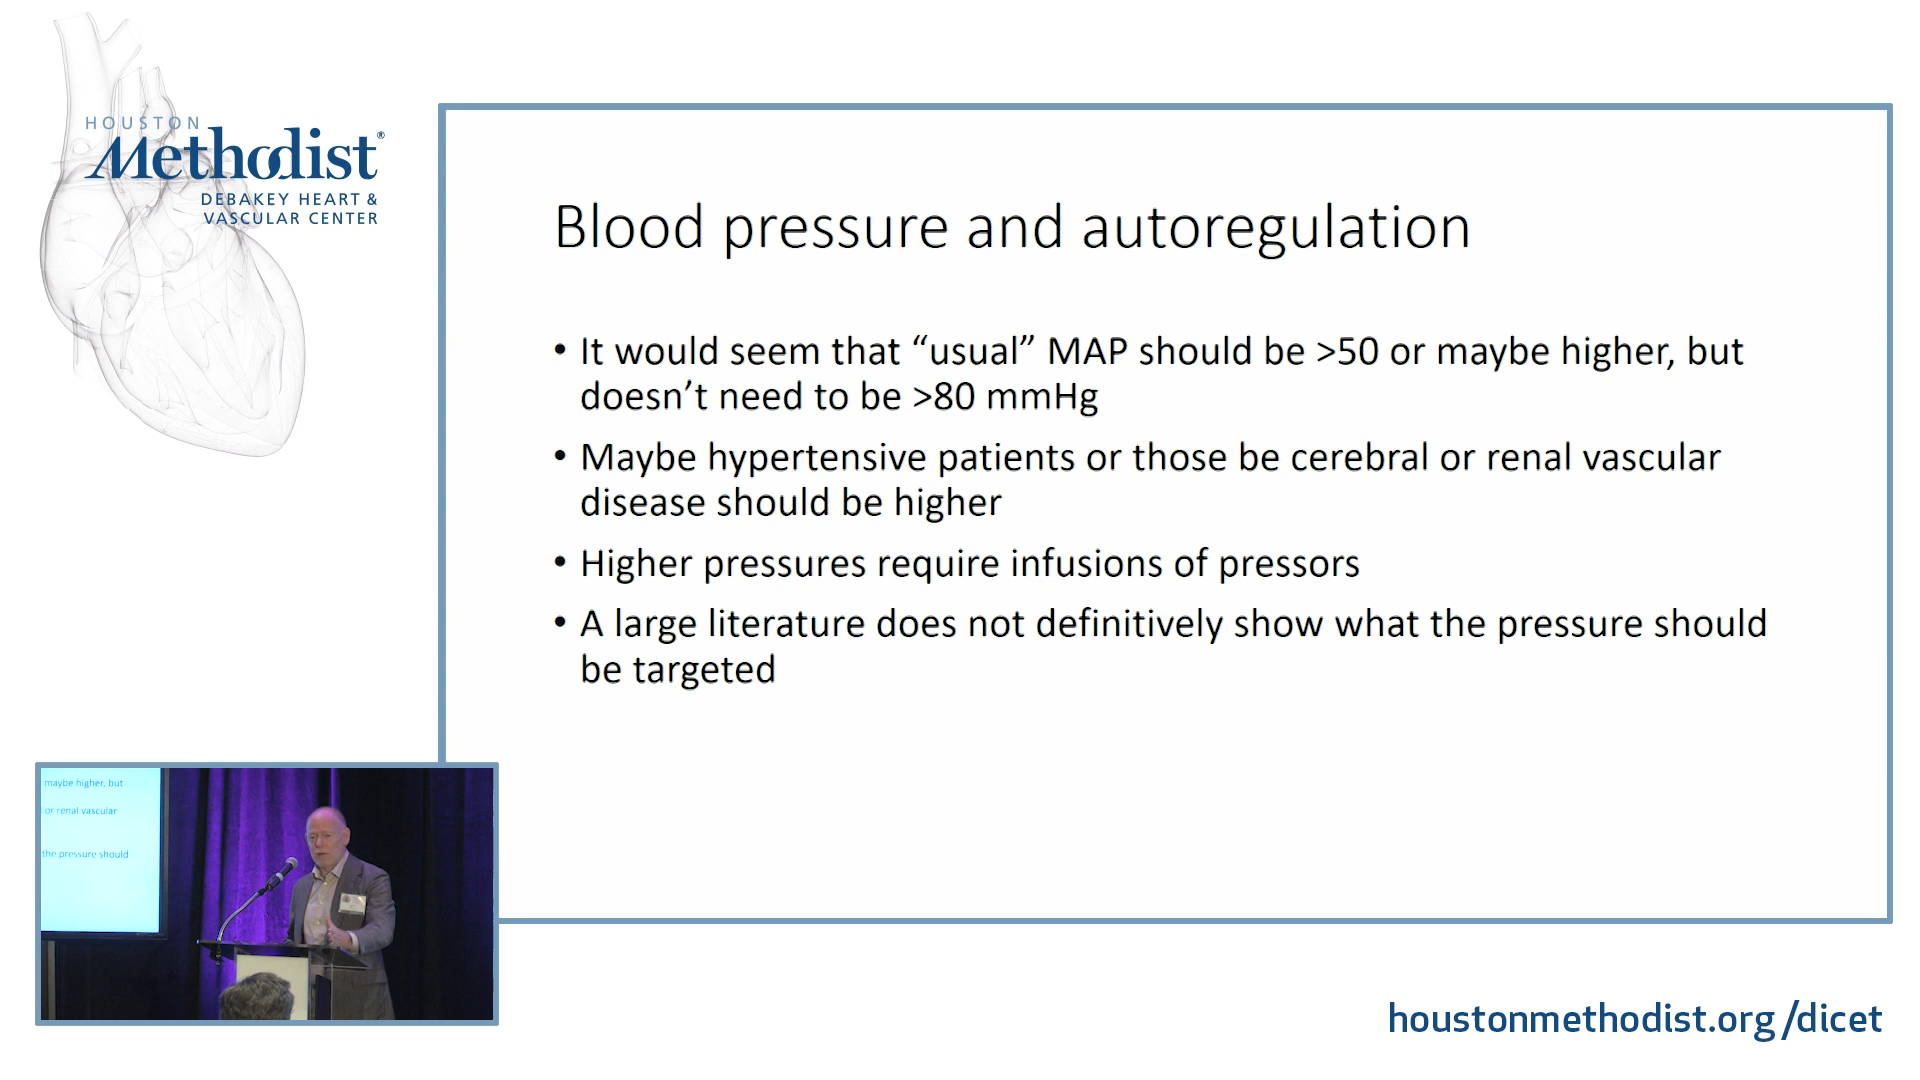 HOUSTON
Methodist®
DEBAKEY HEART &
VASCULAR CENTER
Blood pressure and autoregulation
• It would seem that “usual” MAP should be >50 or maybe higher, but
doesn’t need to be >80 mmHg
• Maybe hypertensive patients or those be cerebral or renal vascular
disease should be higher
• Higher pressures require infusions of pressors
• A large literature does not definitively show what the pressure should
be targeted
maybe higher, but
or renal vascular
the pressure should
houstonmethodist.org/dicet